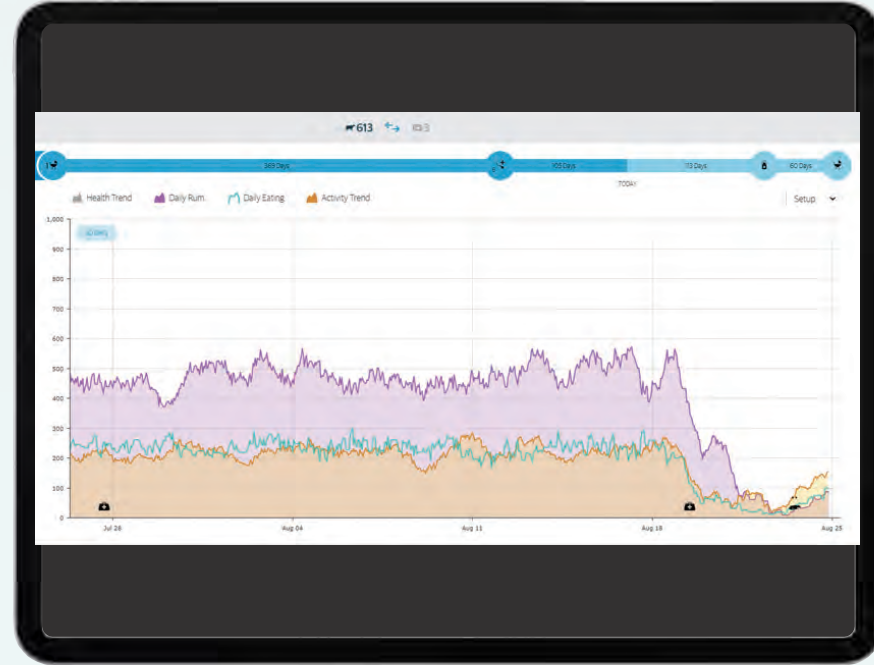 613
369 Days
105 Days
113 Days
60 Days
TODAY
Health Trend Daily Rum. Daily Eating Activity Trend Setup
1,000
900
800
700
600
500
400
300
200
100
0
Jul 28 Aug 04 Aug 11 Aug 18 Aug 25